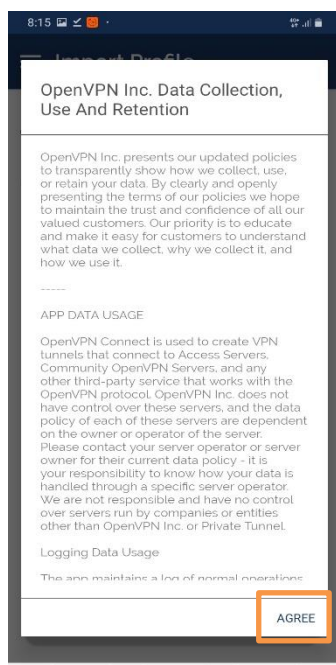 8:15
4G+
Import Profile
OpenVPN Inc. Data Collection,
Use And Retention
OpenVPN Inc. presents our updated policies
to transparently show how we collect, use,
or retain your data. By clearly and openly
presenting the terms of our policies we hope
to maintain the trust and confidence of all our
valued customers. Our priority is to educate
and make it easy for customers to understand
what data we collect, why we collect it, and
how we use it.
-----
APP DATA USAGE
OpenVPN Connect is used to create VPN
tunnels that connect to Access Servers,
Community OpenVPN Servers, and any
other third-party service that works with the
OpenVPN protocol. OpenVPN Inc. does not
have control over these servers, and the data
policy of each of these servers are dependent
on the owner or operator of the server.
Please contact your server operator or server
owner for their current data policy - it is
your responsibility to know how your data is
handled through a specific server operator.
We are not responsible and have no control
over servers run by companies or entities
other than OpenVPN Inc. or Private Tunnel.
Logging Data Usage
The app maintains a log of normal operations
AGREE